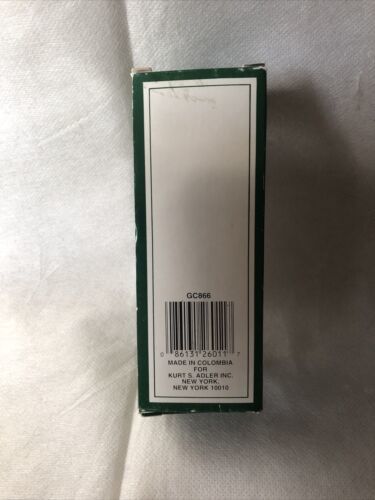 GC866
0 86131 26011 7
MADE IN COLOMBIA
FOR
KURT S. ADLER INC.
NEW YORK,
NEW YORK 10010